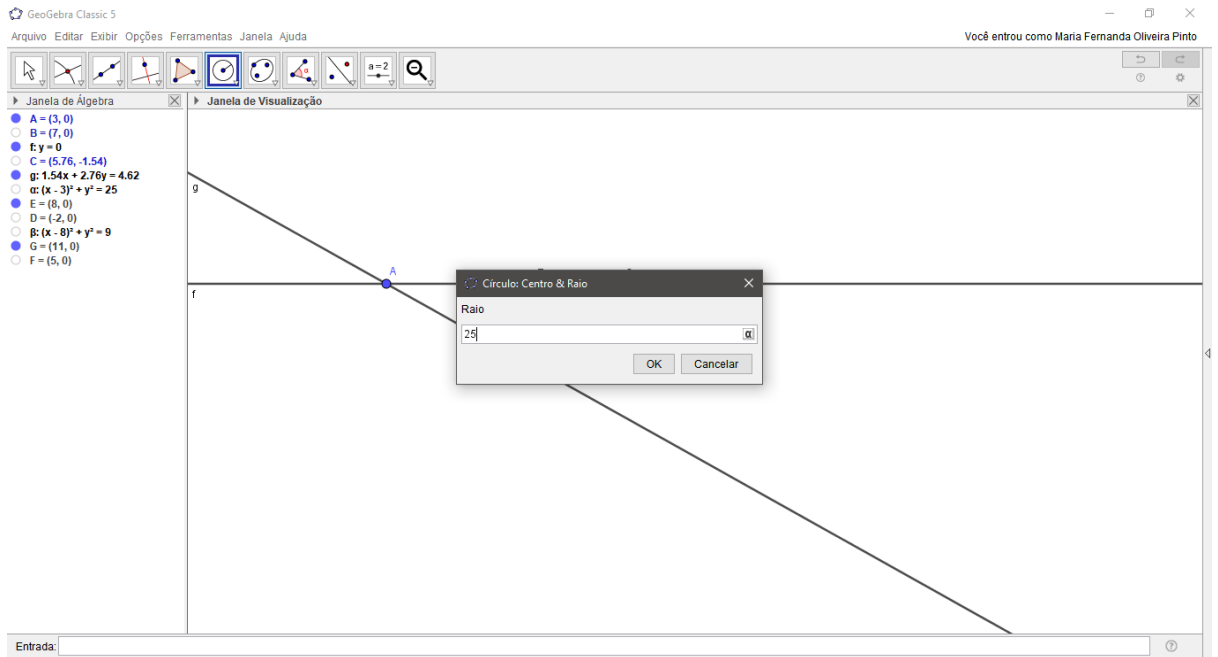 GeoGebra Classic 5
Arquivo Editar Exibir Opções Ferramentas Janela Ajuda
Você entrou como Maria Fernanda Oliveira Pinto
a=2
Janela de Álgebra
Janela de Visualização
A = (3, 0)
B = (7, 0)
f: y = 0
C = (5.76, -1.54)
g: 1.54x + 2.76y = 4.62
α: (x - 3)² + y² = 25
E = (8, 0)
D = (-2, 0)
β: (x - 8)² + y² = 9
G = (11, 0)
F = (5, 0)
g
A
f
Círculo: Centro & Raio
Raio
25
α
OK Cancelar
Entrada: